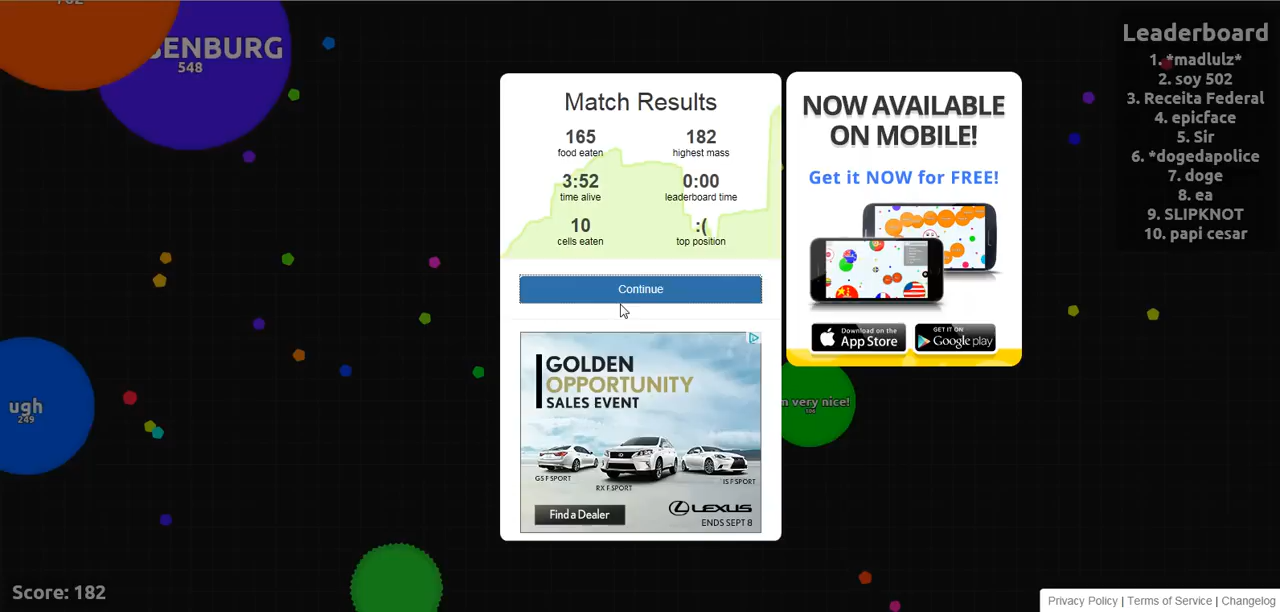 SENBURG
548
ugh
249
Score: 182
Match Results
165
food eaten
182
highest mass
3:52
time alive
0:00
leaderboard time
10
cells eaten
:(
top position
Continue
GOLDEN
OPPORTUNITY
SALES EVENT
GS F SPORT
RX F SPORT
IS F SPORT
Find a Dealer
LEXUS
ENDS SEPT 8
NOW AVAILABLE
ON MOBILE!
Get it NOW for FREE!
Download on the
App Store
GET IT ON
Google play
very nice!
Leaderboard
1. *madlulz*
2. soy 502
3. Receita Federal
4. epicface
5. Sir
6. *dogedapolice
7. doge
8. ea
9. SLIPKNOT
10. papi cesar
Privacy Policy | Terms of Service | Changelog